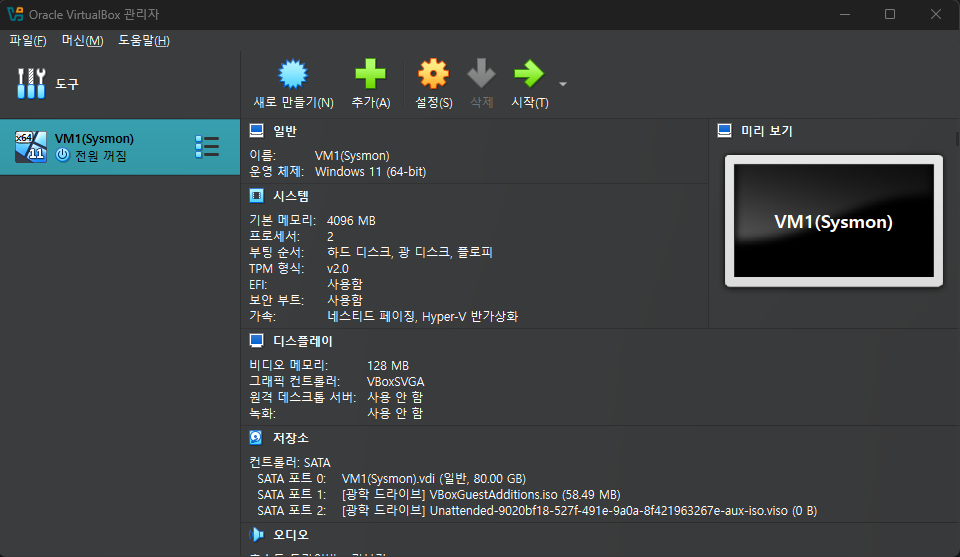 Oracle VirtualBox 관리자
파일(F) 머신(M) 도움말(H)
도구
새로 만들기(N) 추가(A) 설정(S) 삭제 시작(T)
x64
11
VM1(Sysmon)
전원 꺼짐
일반
이름: VM1(Sysmon)
운영 체제: Windows 11 (64-bit)
미리 보기
VM1(Sysmon)
시스템
기본 메모리: 4096 MB
프로세서: 2
부팅 순서: 하드 디스크, 광 디스크, 플로피
TPM 형식: v2.0
EFI: 사용함
보안 부트: 사용함
가속: 네스티드 페이징, Hyper-V 반가상화
디스플레이
비디오 메모리: 128 MB
그래픽 컨트롤러: VBoxSVGA
원격 데스크톱 서버: 사용 안 함
녹화: 사용 안 함
저장소
컨트롤러: SATA
SATA 포트 0: VM1(Sysmon).vdi (일반, 80.00 GB)
SATA 포트 1: [광학 드라이브] VBoxGuestAdditions.iso (58.49 MB)
SATA 포트 2: [광학 드라이브] Unattended-9020bf18-527f-491e-9a0a-8f421963267e-aux-iso.viso (0 B)
오디오